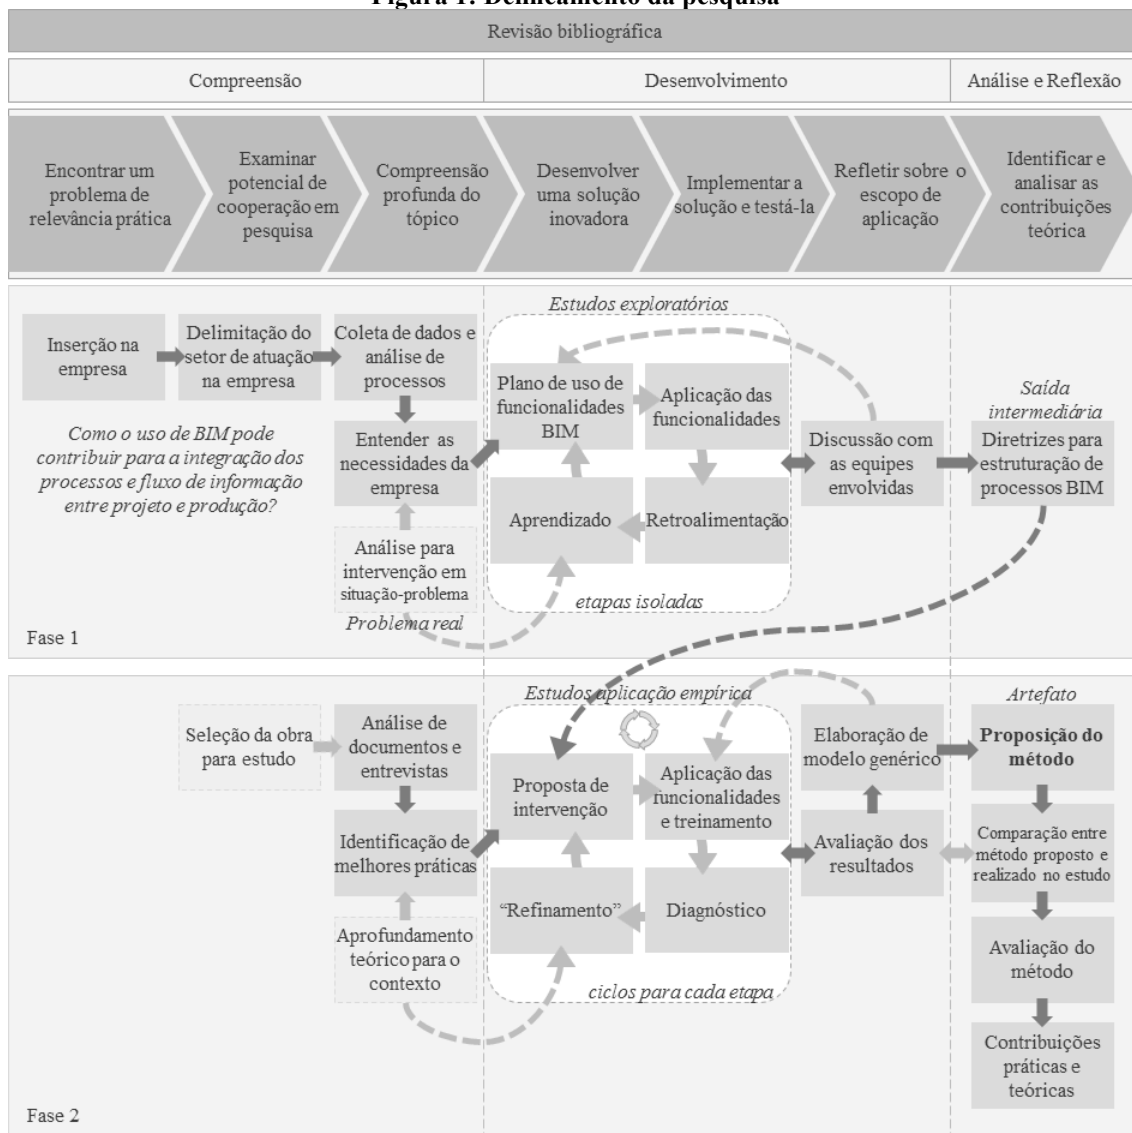 Figura 1: Delineamento da pesquisa
Revisão bibliográfica
Compreensão
Desenvolvimento
Análise e Reflexão
Encontrar um
problema de
relevância prática
Examinar
potencial de
cooperação em
pesquisa
Compreensão
profunda do
tópico
Desenvolver
uma solução
inovadora
Implementar a
solução e testá-la
Refletir sobre o
escopo de
aplicação
Identificar e
analisar as
contribuições
teórica
Estudos exploratórios
Inserção na
empresa
Delimitação do
setor de atuação
na empresa
Coleta de dados e
análise de
processos
Como o uso de BIM pode
contribuir para a integração dos
processos e fluxo de informação
entre projeto e produção?
Entender as
necessidades da
empresa
Análise para
intervenção em
situação-problema
Problema real
Plano de uso de
funcionalidades
BIM
Aplicação das
funcionalidades
Aprendizado
Retroalimentação
etapas isoladas
Discussão com
as equipes
envolvidas
Saída
intermediária
Diretrizes para
estruturação de
processos BIM
Fase 1
Estudos aplicação empírica
Seleção da obra
para estudo
Análise de
documentos e
entrevistas
Identificação de
melhores práticas
Aprofundamento
teórico para o
contexto
Proposta de
intervenção
Aplicação das
funcionalidades
e treinamento
“Refinamento”
Diagnóstico
ciclos para cada etapa
Elaboração de
modelo genérico
Avaliação dos
resultados
Artefato
Proposição do
método
Comparação entre
método proposto e
realizado no estudo
Avaliação do
método
Contribuições
práticas e
teóricas
Fase 2